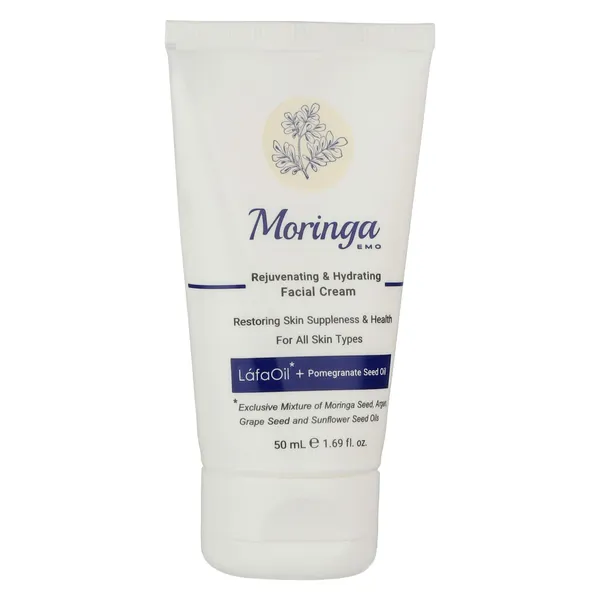 Moringa
EMO
Rejuvenating & Hydrating
Facial Cream
Restoring Skin Suppleness & Health
For All Skin Types
LáfaOil* + Pomegranate Seed Oil
*Exclusive Mixture of Moringa Seed, Argan,
Grape Seed and Sunflower Seed Oils
50 mL ℮ 1.69 fl. oz.